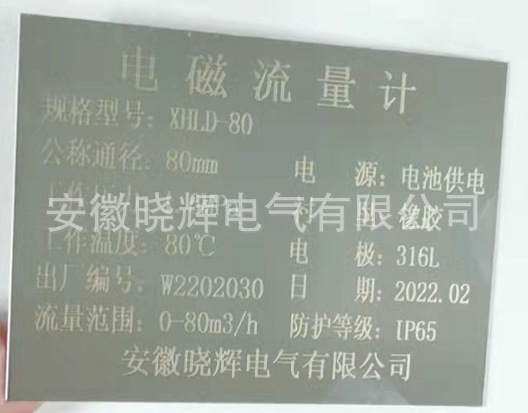 电磁流量计
规格型号: XHLD-80
公称通径: 80mm 电 源: 电池供电
安徽晓辉电气有限公司
橡胶
工作温度: 80℃ 电 极: 316L
出厂编号: W2202030 日 期: 2022.02
流量范围: 0-80m3/h 防护等级: IP65
安徽晓辉电气有限公司